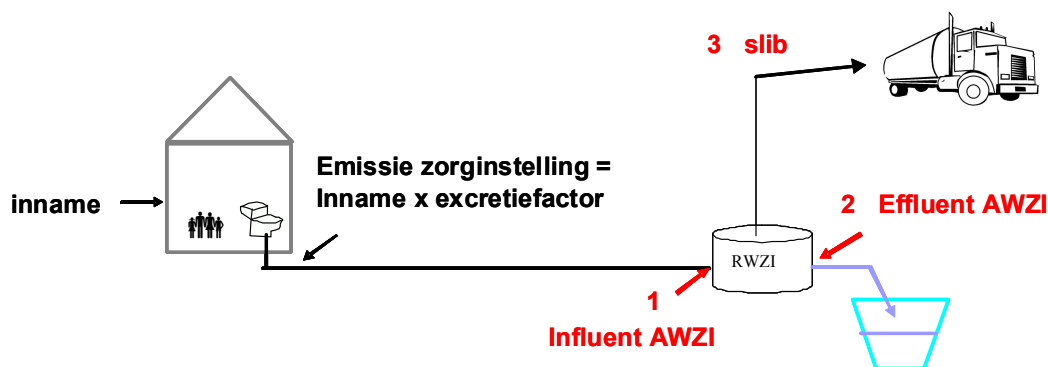 3 slib
Emissie zorginstelling =
Inname x excretiefactor
inname
2 Effluent AWZI
RWZI
1
Influent AWZI